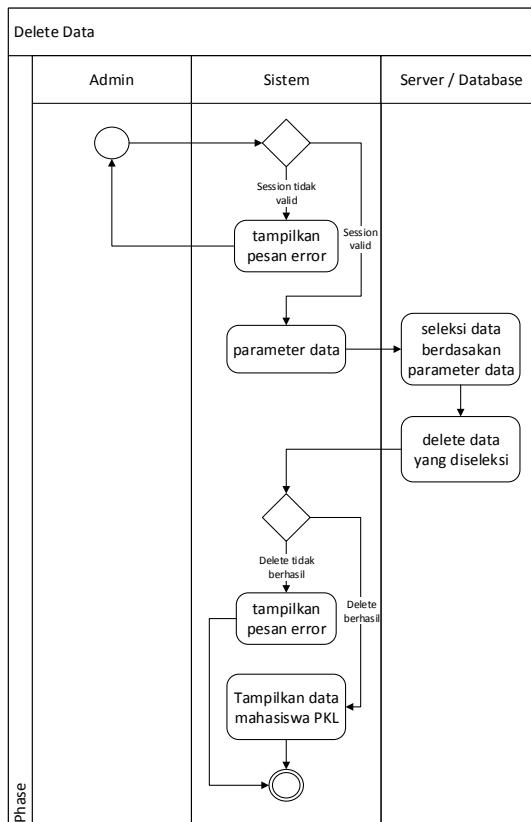 Delete Data
Admin
Sistem
Server / Database
Session tidak
valid
Session
valid
tampilkan
pesan error
parameter data
seleksi data
berdasakan
parameter data
delete data
yang diseleksi
Delete tidak
berhasil
Delete
berhasil
tampilkan
pesan error
Tampilkan data
mahasiswa PKL
Phase